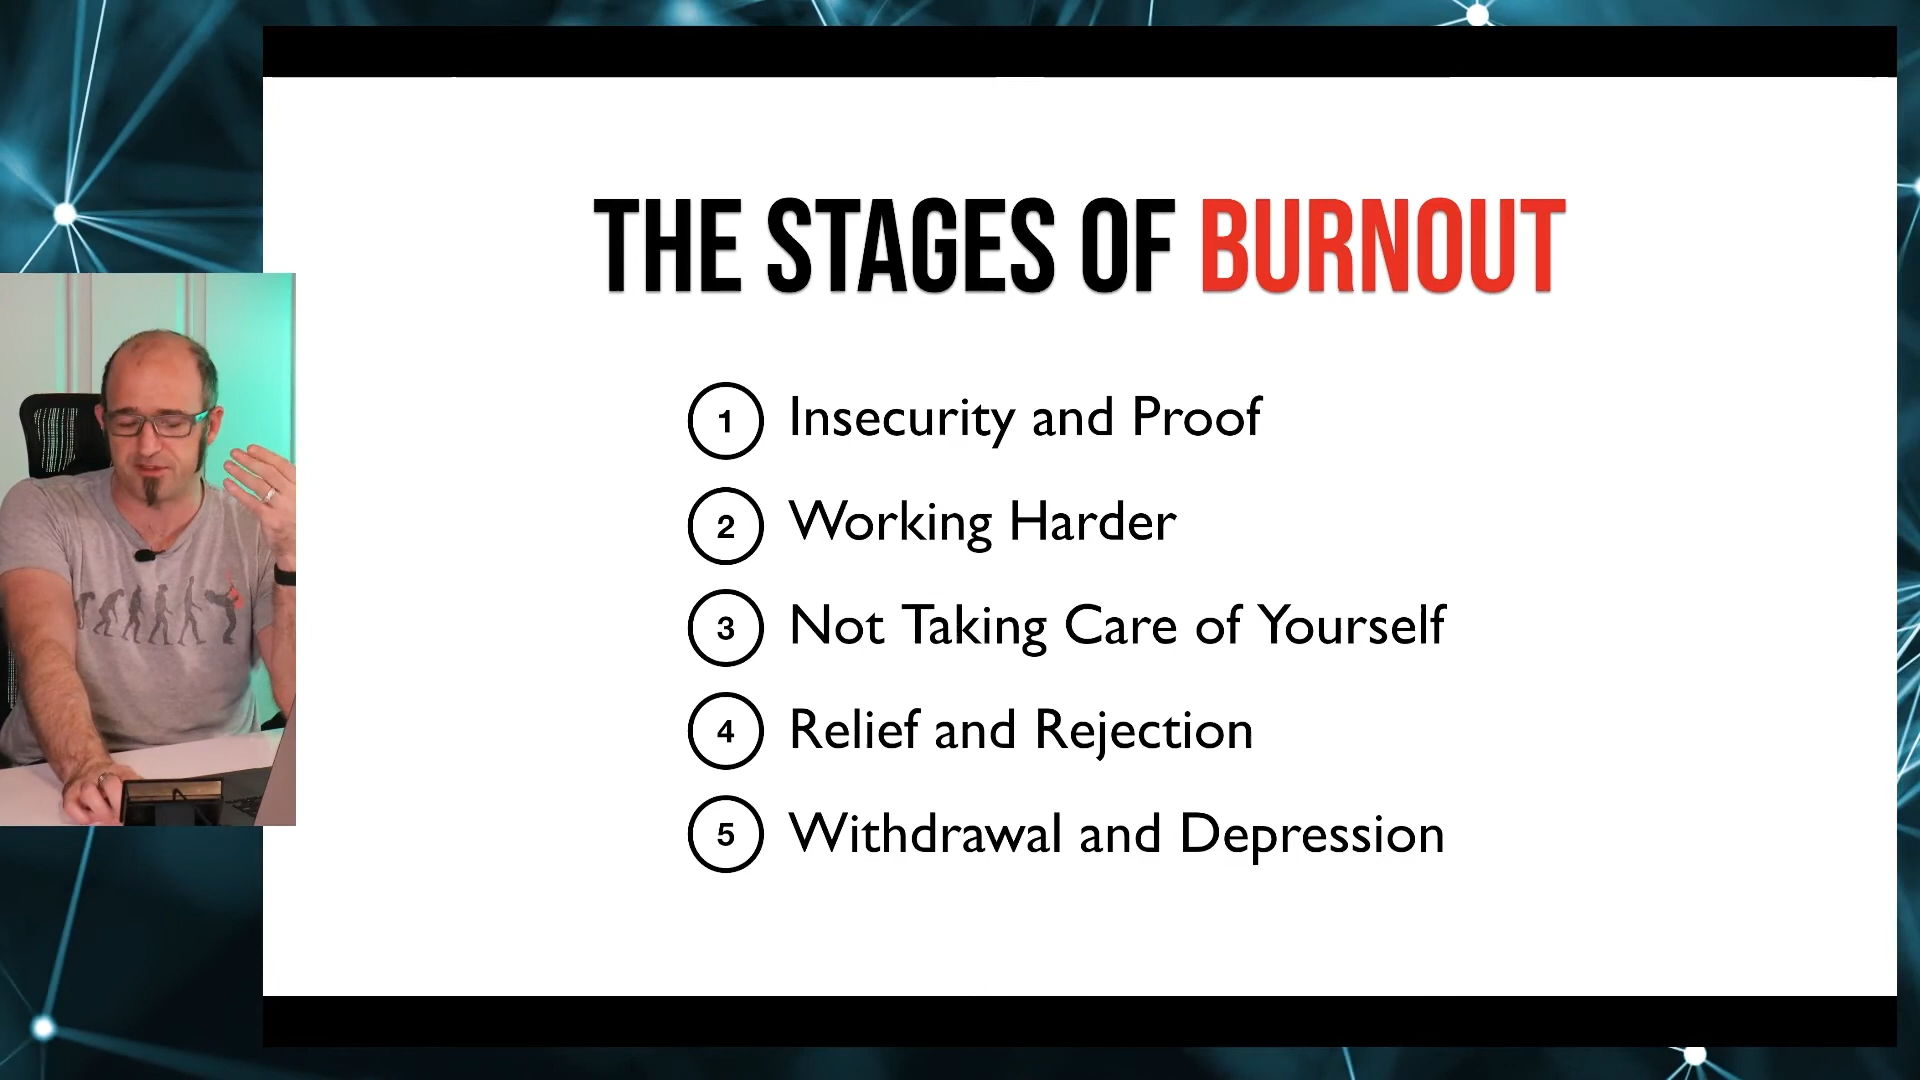 THE STAGES OF BURNOUT
1 Insecurity and Proof
2 Working Harder
3 Not Taking Care of Yourself
4 Relief and Rejection
5 Withdrawal and Depression